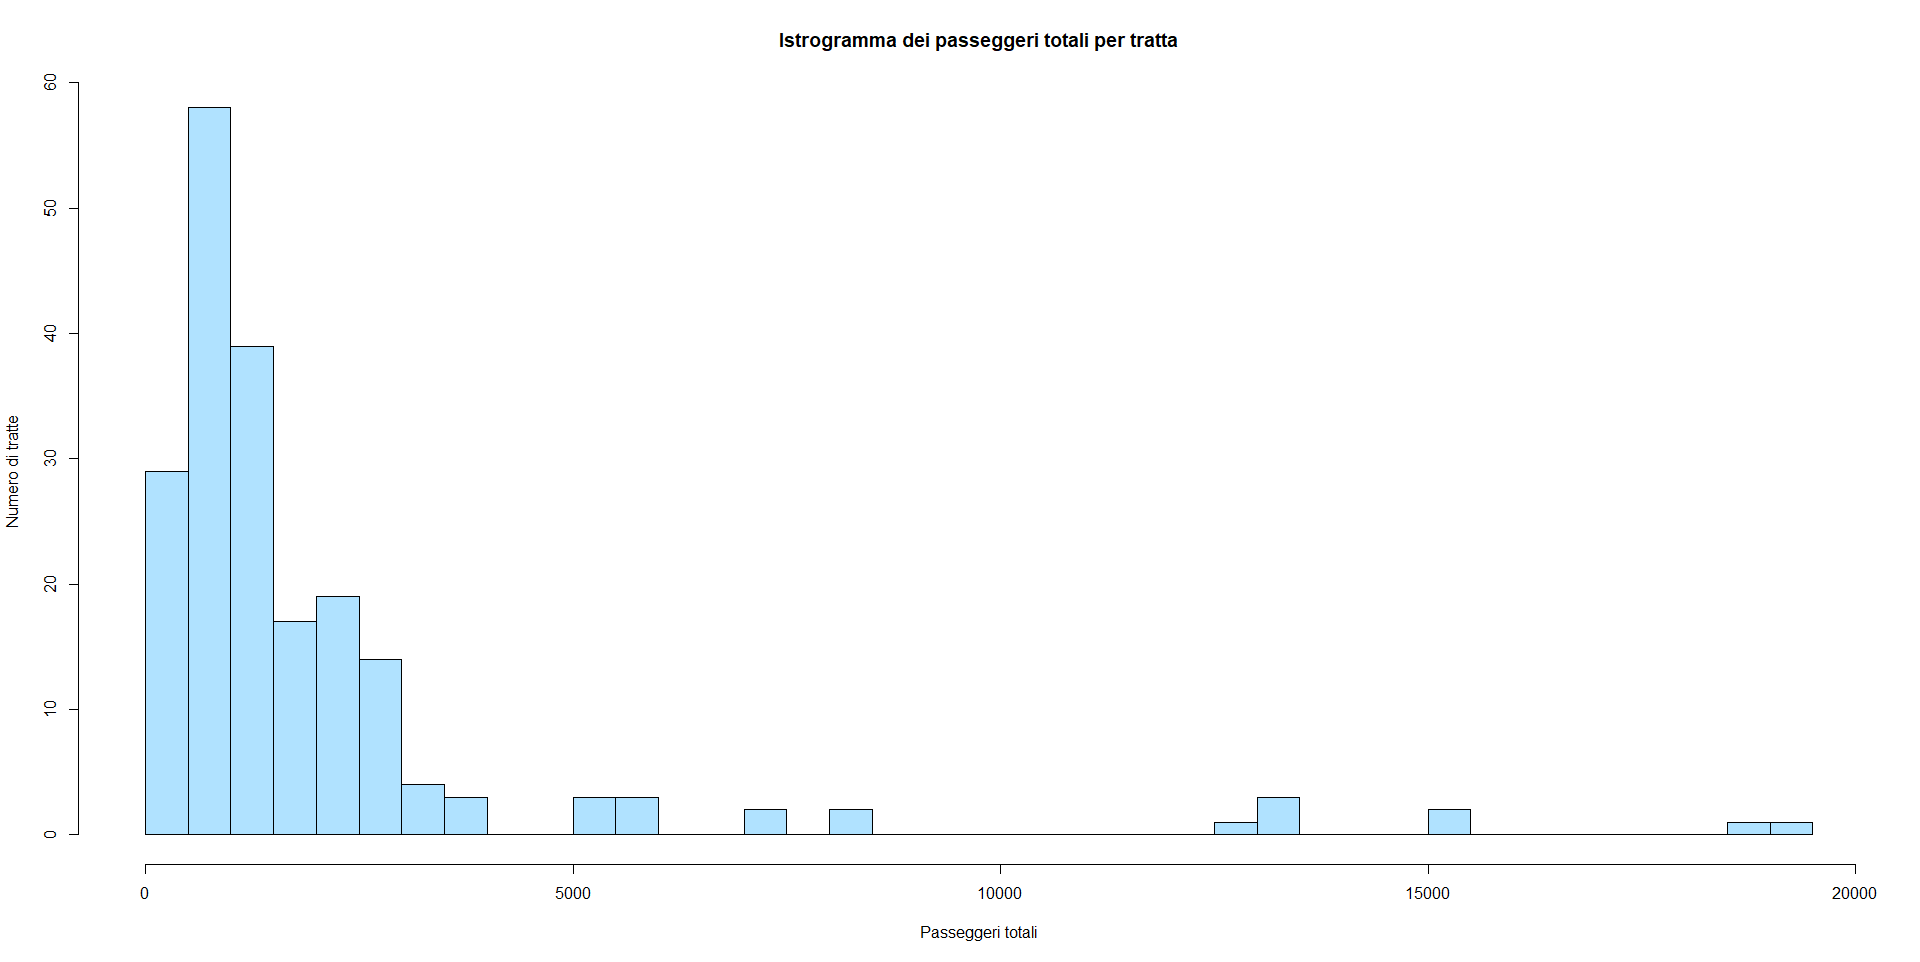 Istrogramma dei passeggeri totali per tratta
60
50
40
30
20
10
0
Numero di tratte
0 5000 10000 15000 20000
Passeggeri totali